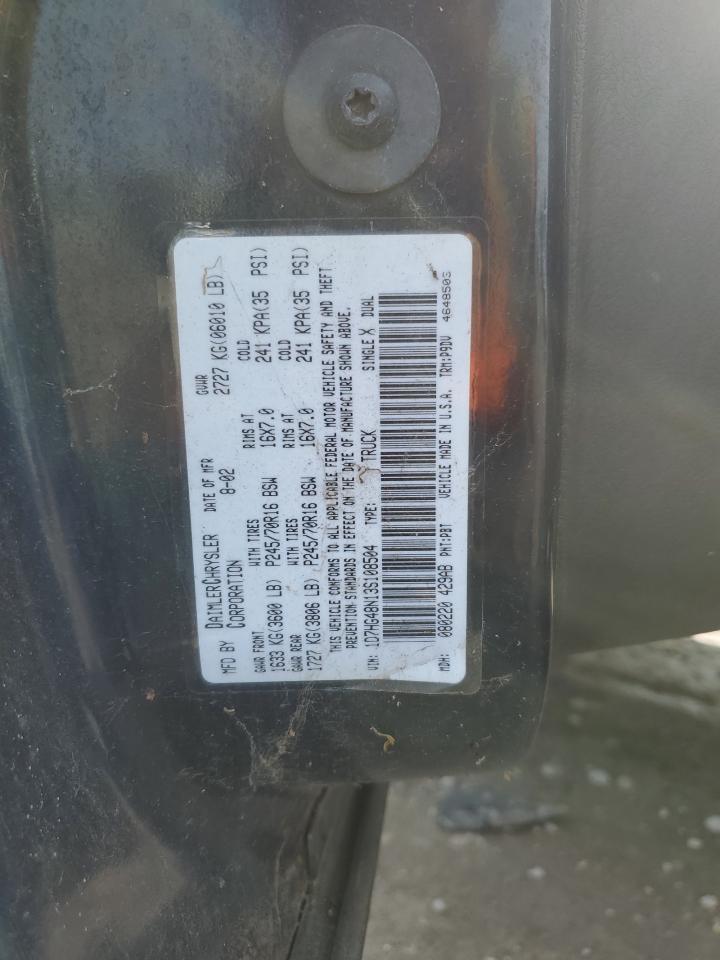 MFD BY DAIMLERCHRYSLER CORPORATION DATE OF MFR 8-02 GVWR 2727 KG(06010 LB)
GAWR FRONT WITH TIRES RIMS AT COLD
1633 KG(3600 LB) P245/70R16 BSW 16X7.0 241 KPA(35 PSI)
GAWR REAR WITH TIRES RIMS AT COLD
1727 KG(3806 LB) P245/70R16 BSW 16X7.0 241 KPA(35 PSI)
THIS VEHICLE CONFORMS TO ALL APPLICABLE FEDERAL MOTOR VEHICLE SAFETY AND THEFT
PREVENTION STANDARDS IN EFFECT ON THE DATE OF MANUFACTURE SHOWN ABOVE.
VIN: 1D7HG48N13S108504 TYPE: TRUCK SINGLE X DUAL
MDH: 080220 429AB PNT:PBT VEHICLE MADE IN U.S.A. TRM:P9DV 4648503